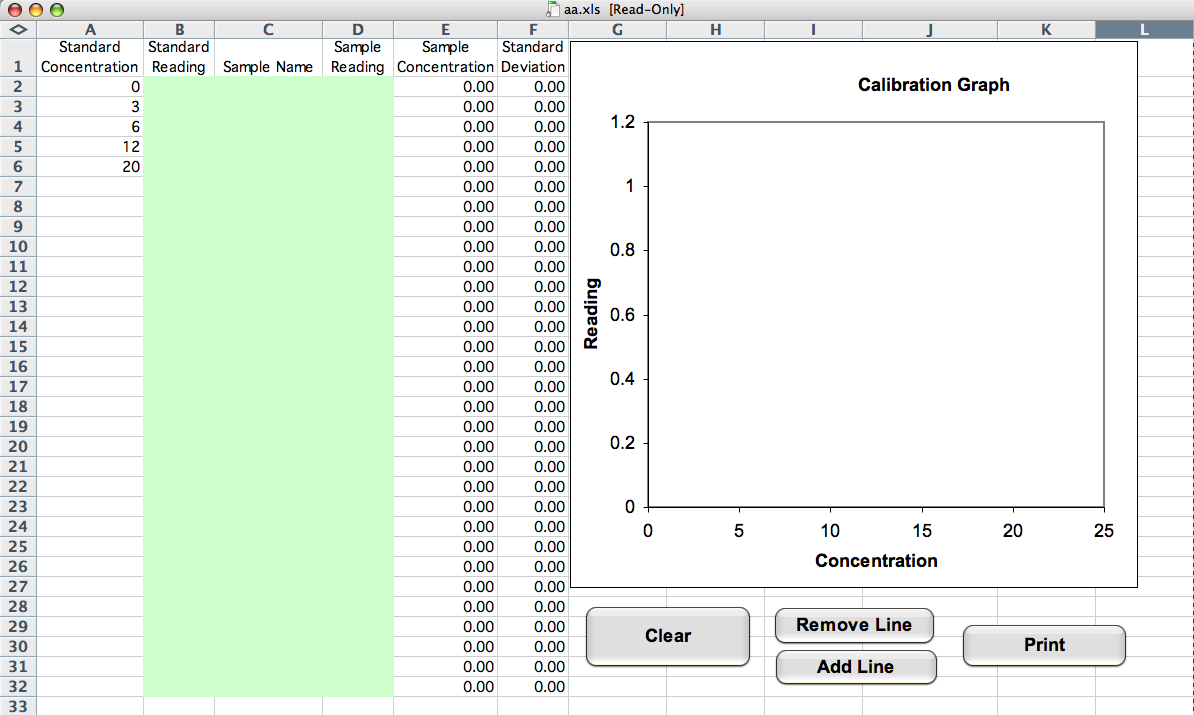 aa.xls [Read-Only]
A B C D E F G H I J K L
Standard Standard Sample Sample Standard
1 Concentration Reading Sample Name Reading Concentration Deviation
2 0 0.00 0.00
3 3 0.00 0.00
4 6 0.00 0.00
5 12 0.00 0.00
6 20 0.00 0.00
7 0.00 0.00
8 0.00 0.00
9 0.00 0.00
10 0.00 0.00
11 0.00 0.00
12 0.00 0.00
13 0.00 0.00
14 0.00 0.00
15 0.00 0.00
16 0.00 0.00
17 0.00 0.00
18 0.00 0.00
19 0.00 0.00
20 0.00 0.00
21 0.00 0.00
22 0.00 0.00
23 0.00 0.00
24 0.00 0.00
25 0.00 0.00
26 0.00 0.00
27 0.00 0.00
28 0.00 0.00
29 0.00 0.00
30 0.00 0.00
31 0.00 0.00
32 0.00 0.00
33
Calibration Graph
1.2
1
0.8
0.6
0.4
0.2
0
Reading
0 5 10 15 20 25
Concentration
Clear
Remove Line
Add Line
Print